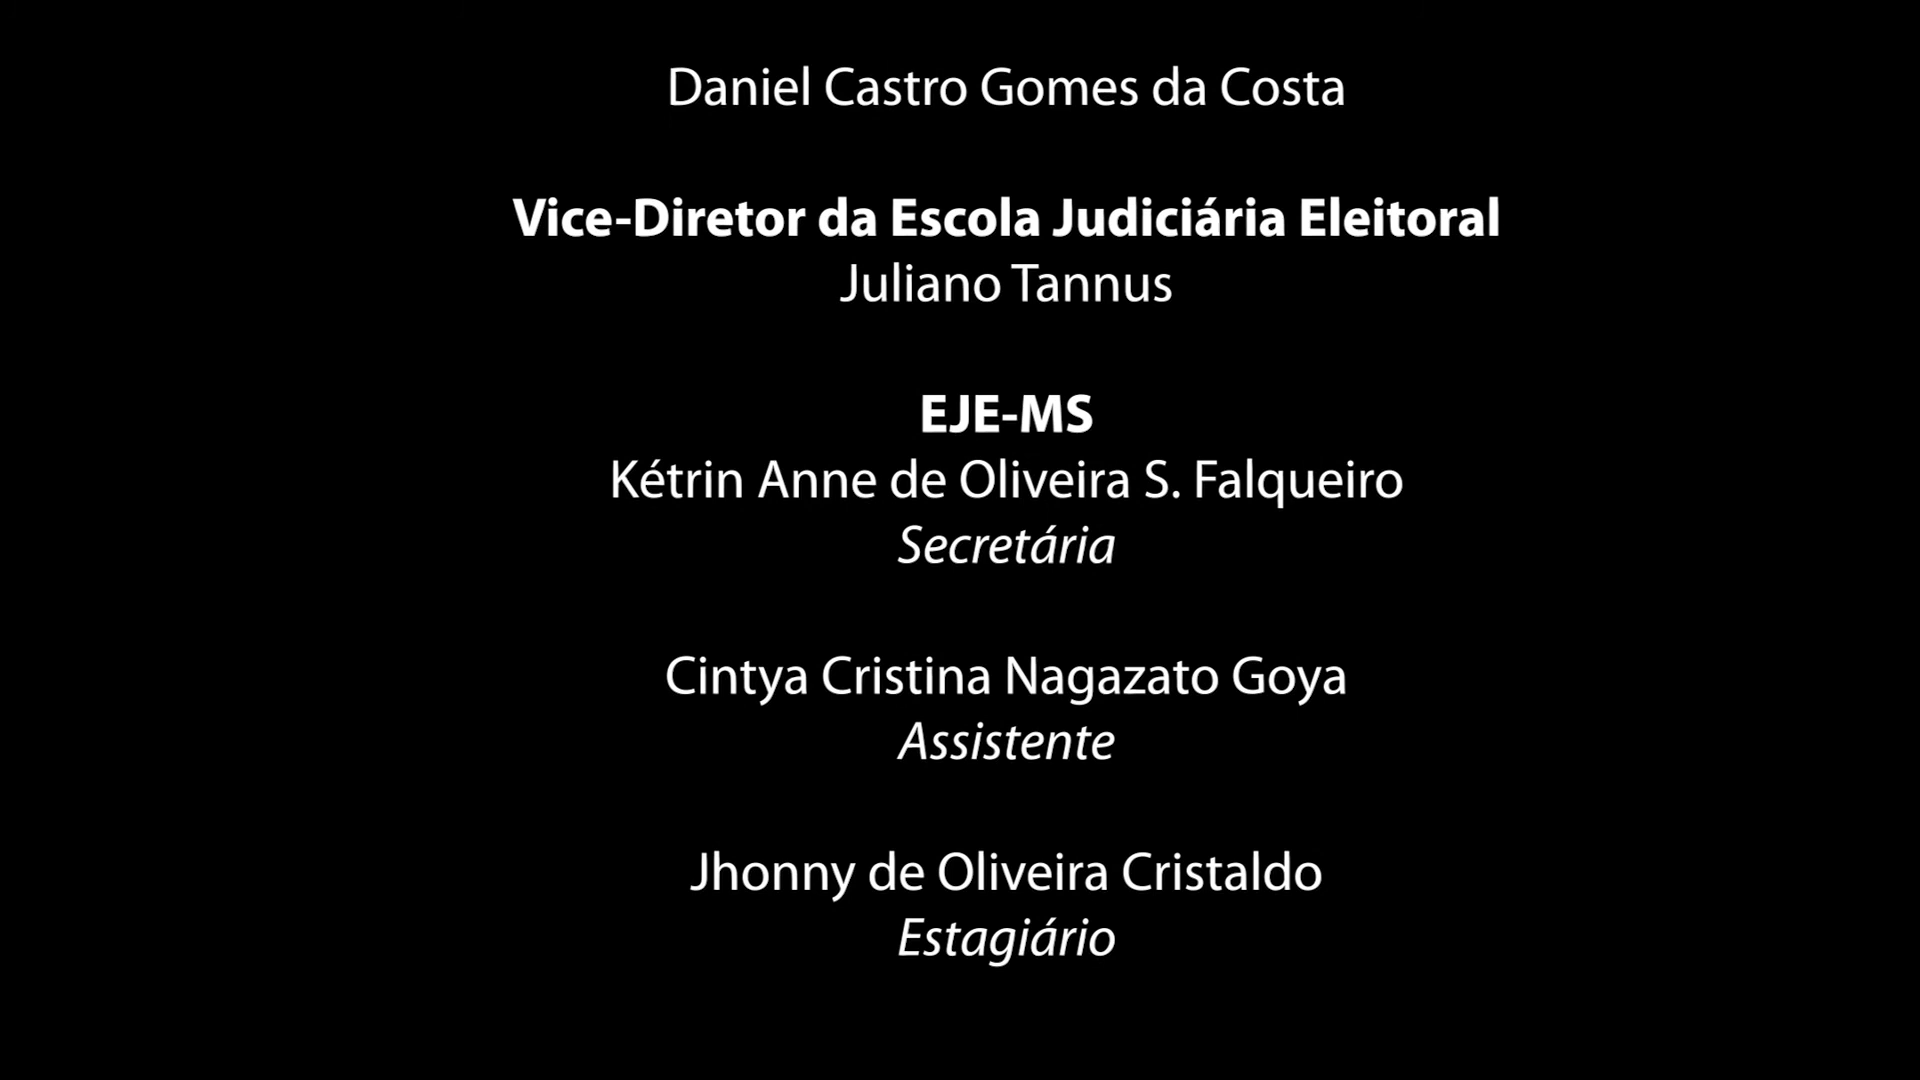 Daniel Castro Gomes da Costa
Vice-Diretor da Escola Judiciária Eleitoral
Juliano Tannus
EJE-MS
Kétrin Anne de Oliveira S. Falqueiro
Secretária
Cintya Cristina Nagazato Goya
Assistente
Jhonny de Oliveira Cristaldo
Estagiário